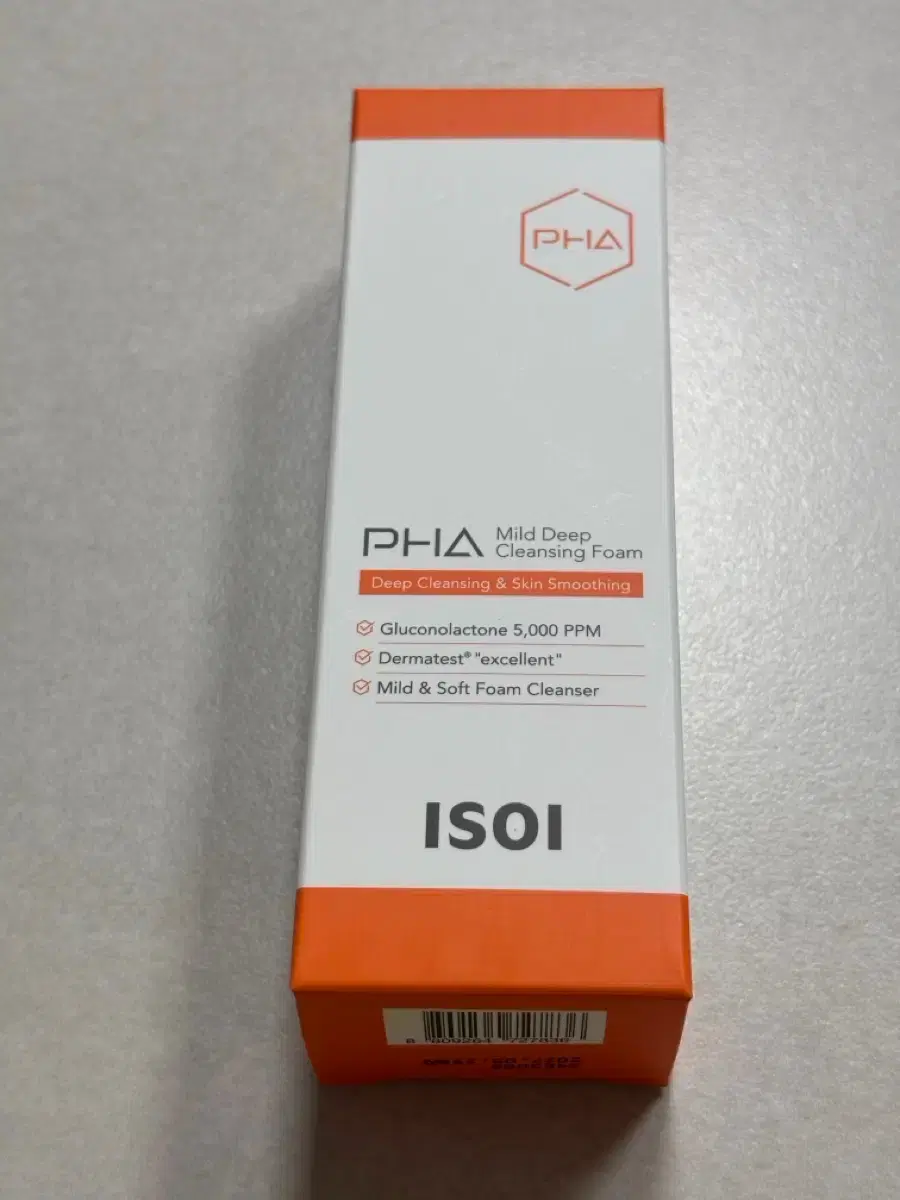 PHA
PHA Mild Deep
Cleansing Foam
Deep Cleansing & Skin Smoothing
Gluconolactone 5,000 PPM
Dermatest® "excellent"
Mild & Soft Foam Cleanser
ISOI